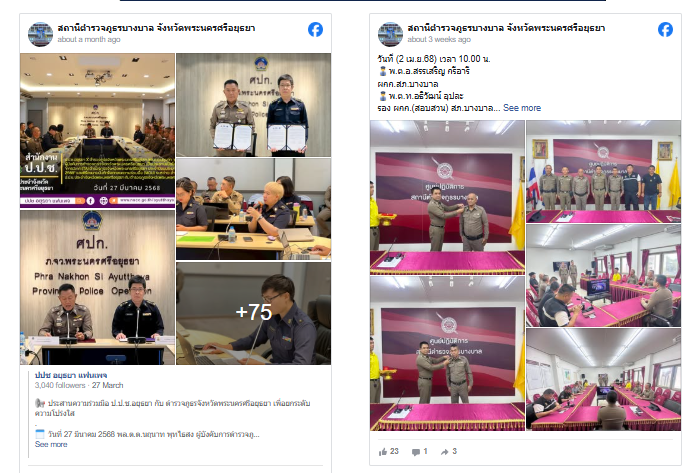 สถานีตำรวจภูธรบางบาล จังหวัดพระนครศรีอยุธยา
about a month ago
ศปก.
สำนักงาน
ป.ป.ช.
วันที่ 27 มีนาคม 2568
ปปช อยุธยา แฟนเพจ
ศปก.
ภ.จว.พระนครศรีอยุธยา
Phra Nakhon Si Ayutthaya
Provincial Police Operation
+75
ปปช อยุธยา แฟนเพจ
3,040 followers · 27 March
ประสานความร่วมมือ ป.ป.ช.อยุธยา กับ ตำรวจภูธรจังหวัดพระนครศรีอยุธยา เพื่อยกระดับ
ความโปร่งใส
.
วันที่ 27 มีนาคม 2568 พล.ต.ต.นฤนาท พุทไธสง ผู้บังคับการตำรวจภู...
See more
สถานีตำรวจภูธรบางบาล จังหวัดพระนครศรีอยุธยา
about 3 weeks ago
วันที่ (2 เม.ย.68) เวลา 10.00 น.
พ.ต.อ.สรรเสริญ ศรีอารี
ผกก.สภ.บางบาล
พ.ต.ท.อธิวัฒน์ อุปละ
รอง ผกก.(สอบสวน) สภ.บางบาล... See more
ศูนย์ปฏิบัติการ
สถานีตำรวจภูธรบางบาล
ศูนย์ปฏิบัติการ
สถานีตำรวจภูธรบางบาล
23
1
3